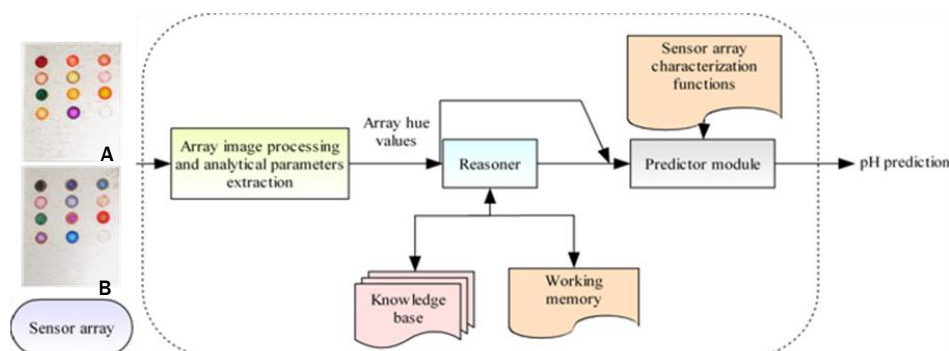 A
B
Sensor array
Array image processing
and analytical parameters
extraction
Array hue
values
Reasoner
Knowledge
base
Working
memory
Sensor array
characterization
functions
Predictor module
pH prediction